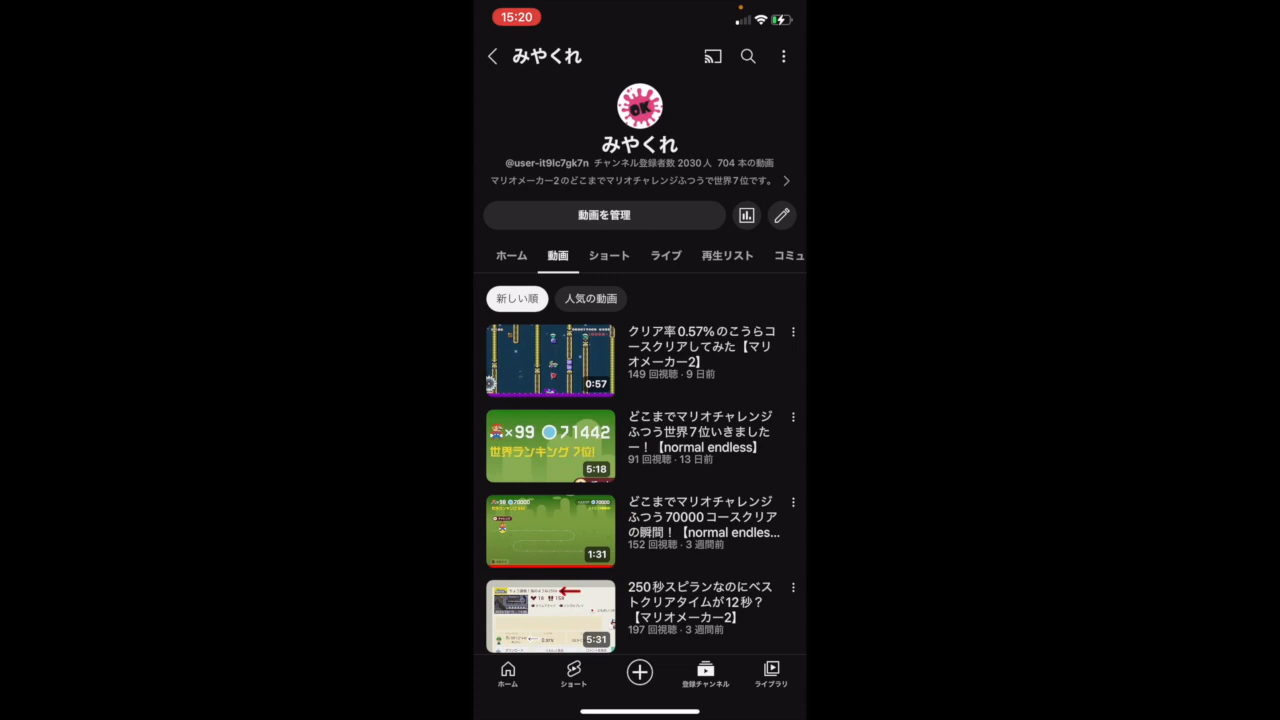 15:20
みやくれ
OK
みやくれ
@user-it9lc7gk7n チャンネル登録者数 2030人 704 本の動画
マリオメーカー2のどこまでマリオチャレンジふつうで世界7位です。
動画を管理
ホーム 動画 ショート ライブ 再生リスト コミュ
新しい順 人気の動画
クリア率0.57%のこうらコ
ースクリアしてみた【マリ
オメーカー2】
149 回視聴・9 日前
0:57
どこまでマリオチャレンジ
ふつう世界7位いきました
ー！【normal endless】
91 回視聴・13 日前
×99 71442
世界ランキング 7位!
5:18
どこまでマリオチャレンジ
ふつう70000コースクリア
の瞬間！【normal endles...
152 回視聴・3 週間前
×98 70000
1:31
250秒スピランなのにベス
トクリアタイムが12秒？
【マリオメーカー2】
197 回視聴・3 週間前
5:31
ホーム ショート 登録チャンネル ライブラリ